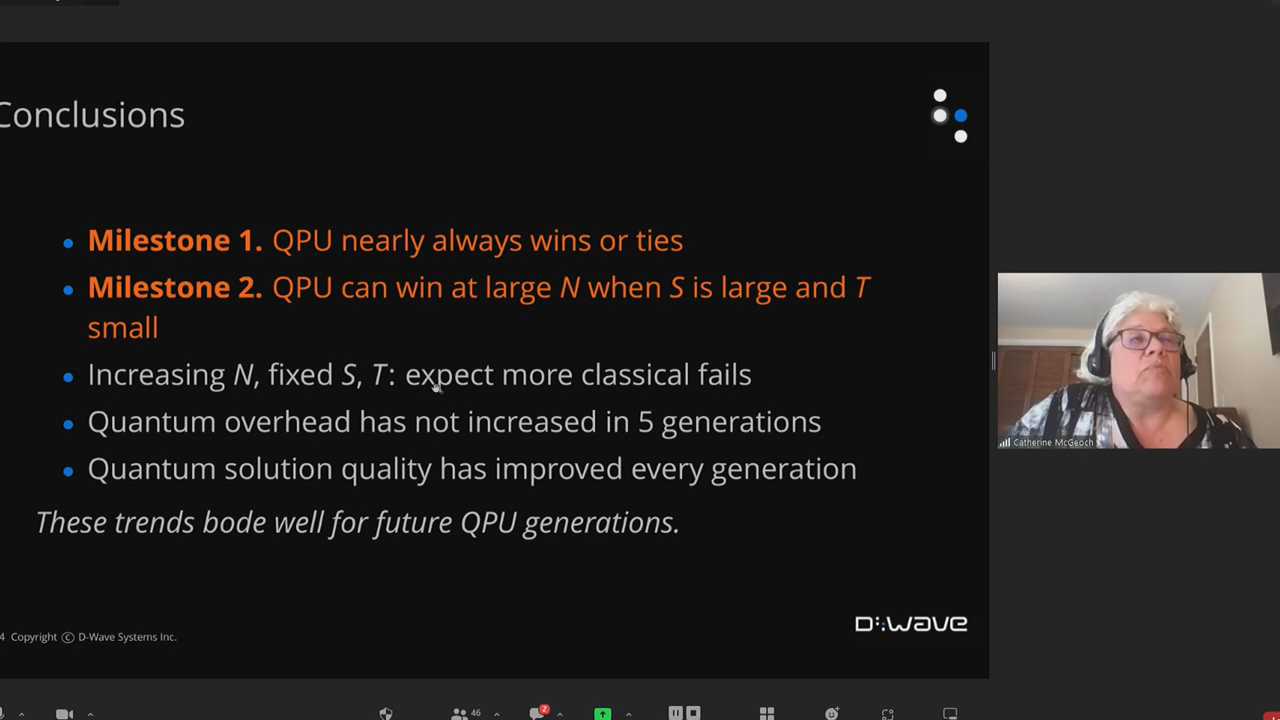 Conclusions
Milestone 1. QPU nearly always wins or ties
Milestone 2. QPU can win at large N when S is large and T
small
Increasing N, fixed S, T: expect more classical fails
Quantum overhead has not increased in 5 generations
Quantum solution quality has improved every generation
These trends bode well for future QPU generations.
4 Copyright Ⓒ D-Wave Systems Inc.
D:wave
Catherine McGeoch
46
2